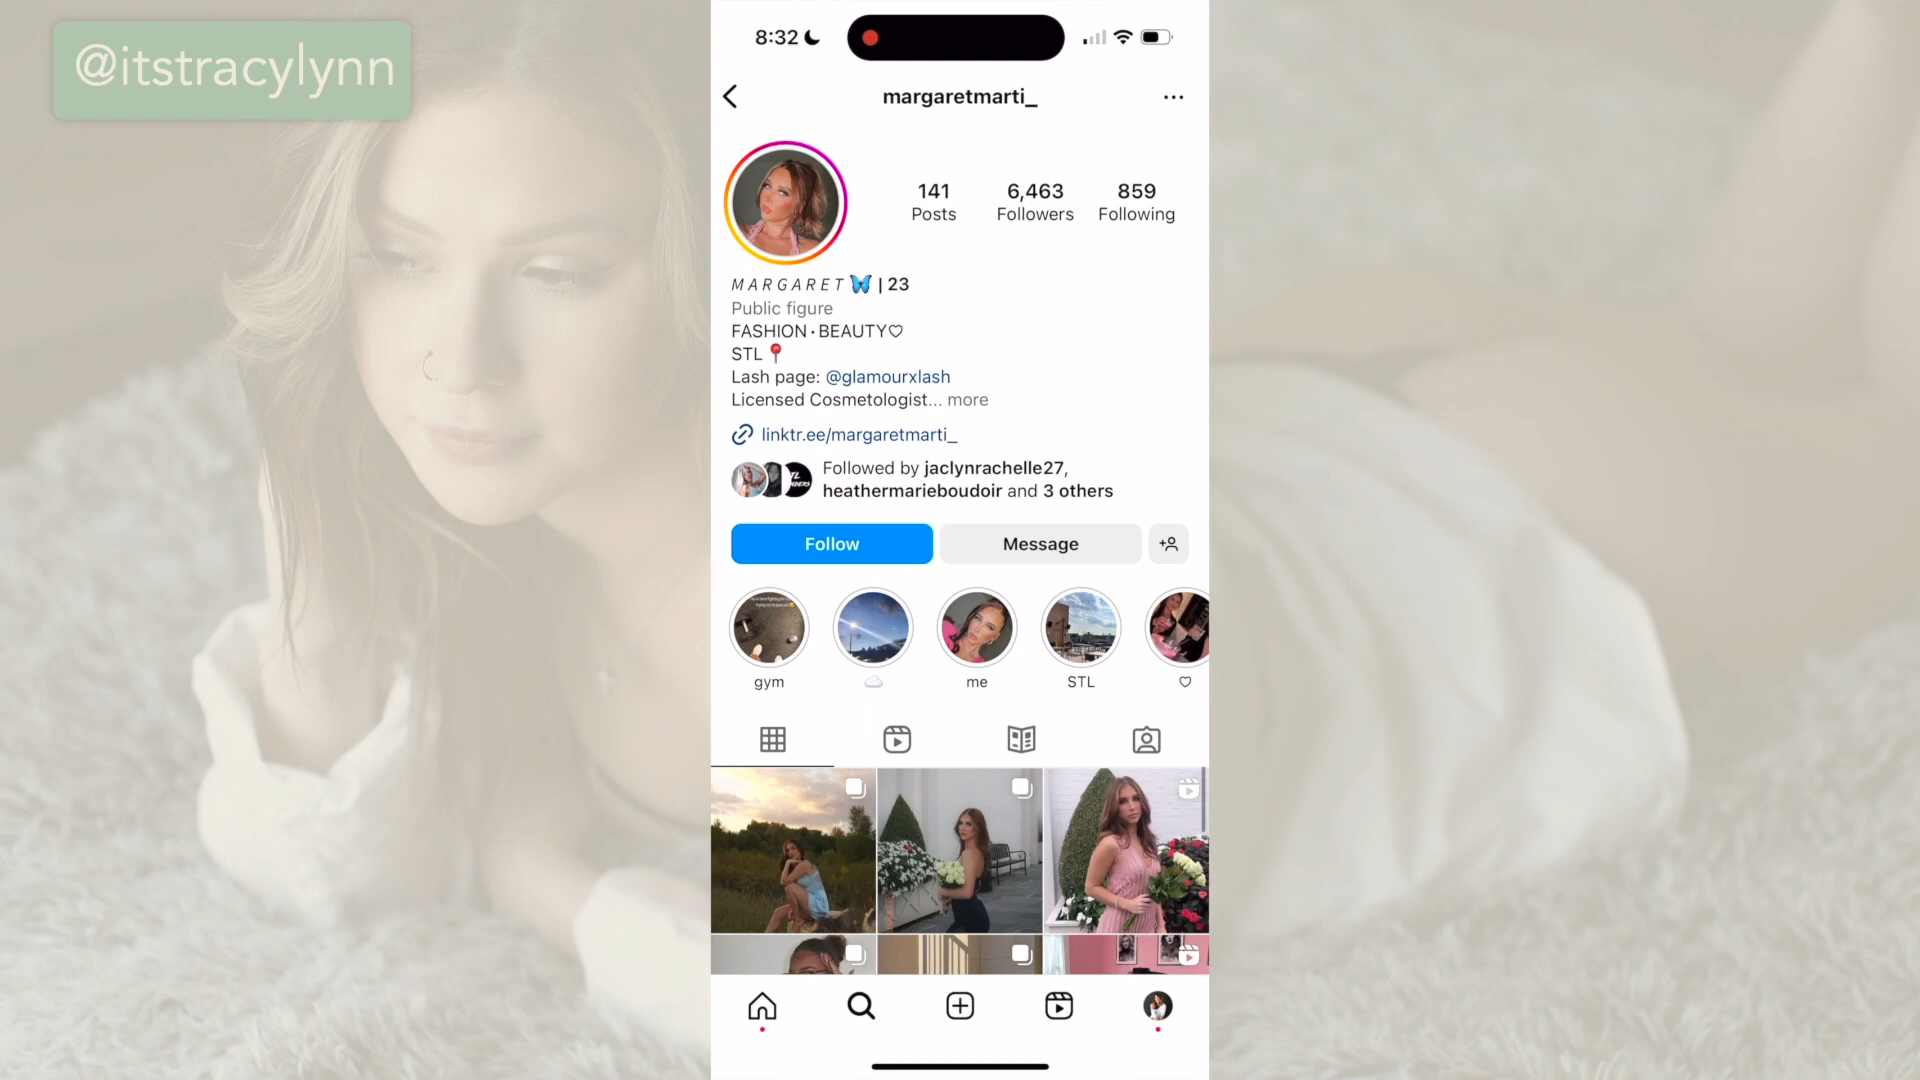 @itstracylynn
8:32
margaretmarti_
141
Posts
6,463
Followers
859
Following
MARGARET🦋 | 23
Public figure
FASHION · BEAUTY♡
STL📍
Lash page: @glamourxlash
Licensed Cosmetologist... more
linktr.ee/margaretmarti_
Followed by jaclynrachelle27,
heathermarieboudoir and 3 others
Follow
Message
gym
☁️
me
STL
♡